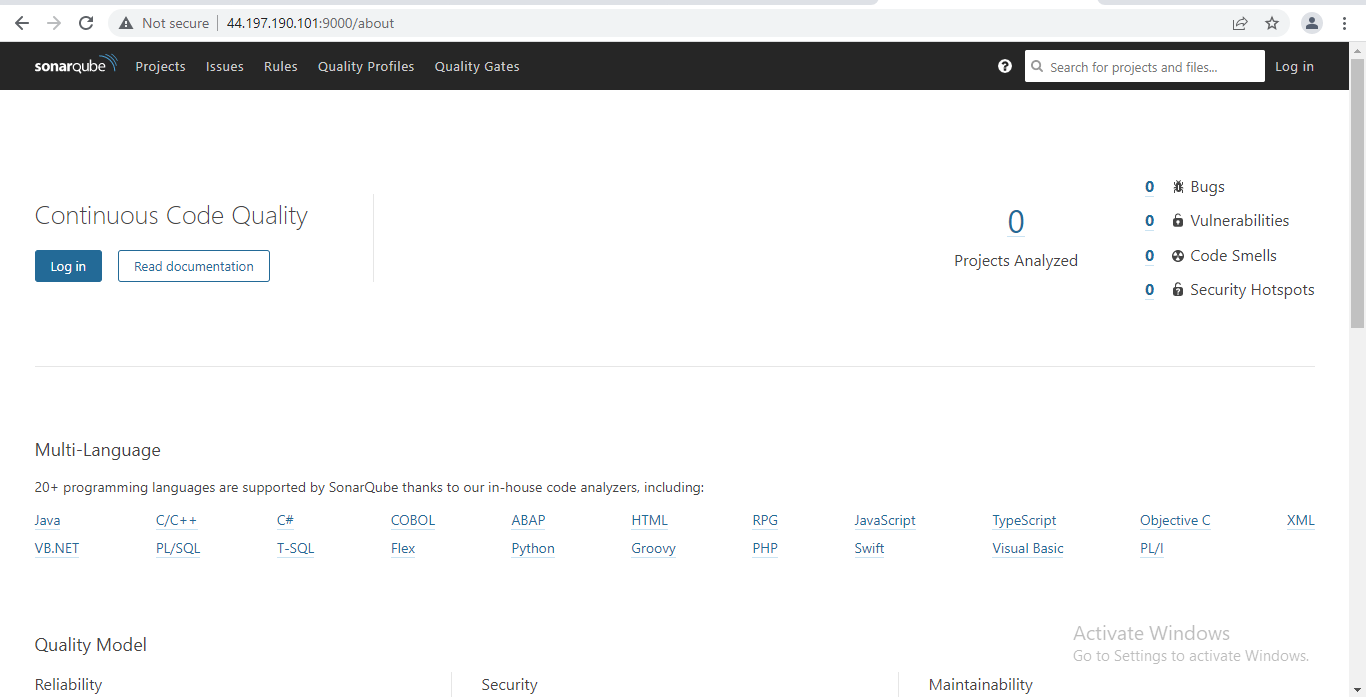 Not secure 44.197.190.101:9000/about
sonarqube Projects Issues Rules Quality Profiles Quality Gates ? Search for projects and files... Log in
Continuous Code Quality
Log in Read documentation
0
Projects Analyzed
0 Bugs
0 Vulnerabilities
0 Code Smells
0 Security Hotspots
Multi-Language
20+ programming languages are supported by SonarQube thanks to our in-house code analyzers, including:
Java C/C++ C# COBOL ABAP HTML RPG JavaScript TypeScript Objective C XML
VB.NET PL/SQL T-SQL Flex Python Groovy PHP Swift Visual Basic PL/I
Quality Model
Reliability Security Maintainability
Activate Windows
Go to Settings to activate Windows.